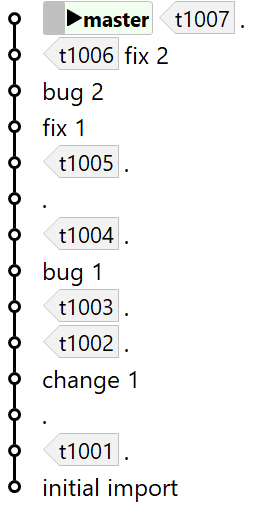 master t1007 .
t1006 fix 2
bug 2
fix 1
t1005 .
.
t1004 .
bug 1
t1003 .
t1002 .
change 1
.
t1001 .
initial import